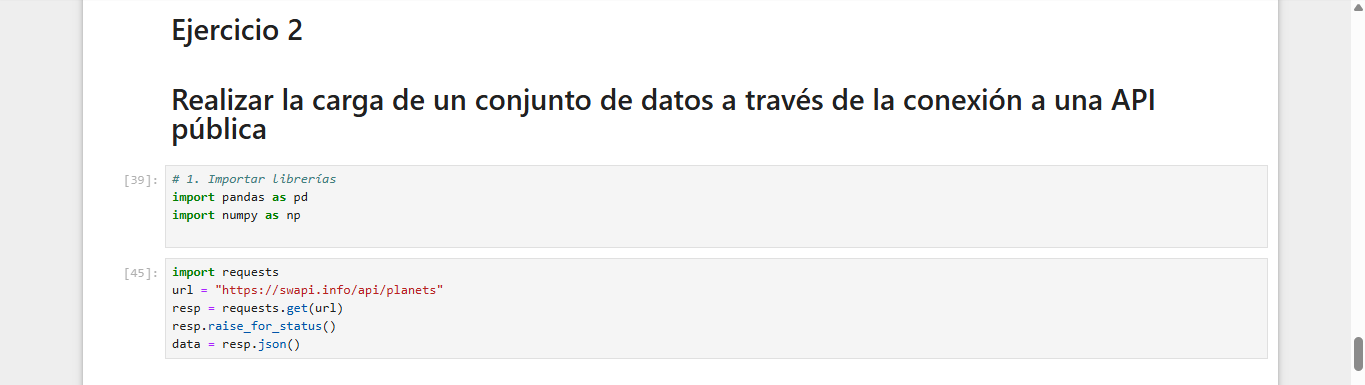 Ejercicio 2
Realizar la carga de un conjunto de datos a través de la conexión a una API
pública
[39]:
# 1. Importar librerías
import pandas as pd
import numpy as np
[45]:
import requests
url = "https://swapi.info/api/planets"
resp = requests.get(url)
resp.raise_for_status()
data = resp.json()